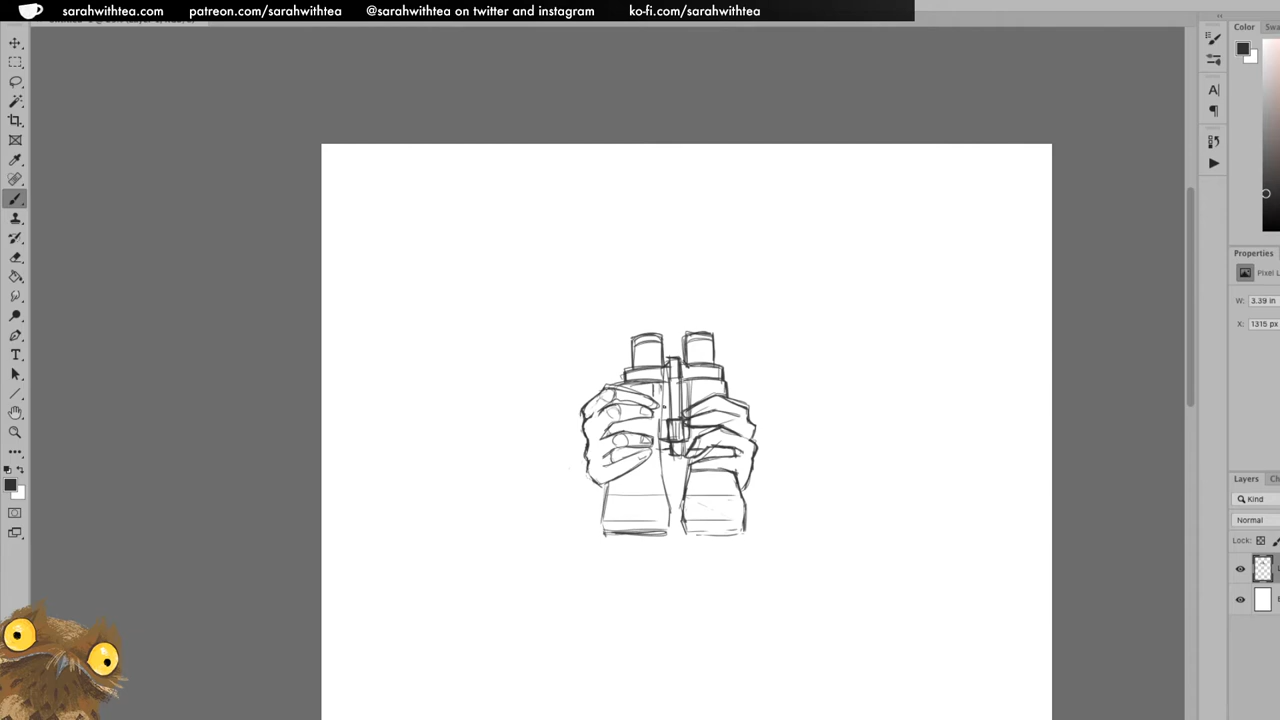 sarahwithtea.com patreon.com/sarahwithtea @sarahwithtea on twitter and instagram ko-fi.com/sarahwithtea
Color
Properties
W: 3.39 in
X: 1315 px
Layers
Kind
Normal
Lock: